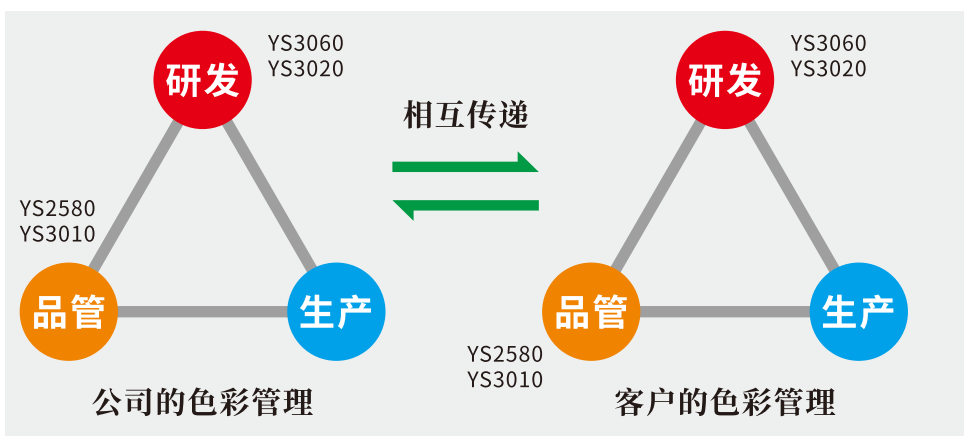 YS3060
YS3020
研发
相互传递
YS2580
YS3010
品管
生产
公司的色彩管理
YS3060
YS3020
研发
品管
生产
YS2580
YS3010
客户的色彩管理